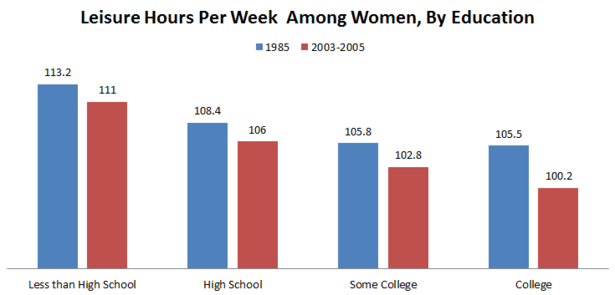 Leisure Hours Per Week Among Women, By Education
1985 2003-2005
113.2 111 108.4 106 105.8 102.8 105.5 100.2
Less than High School High School Some College College